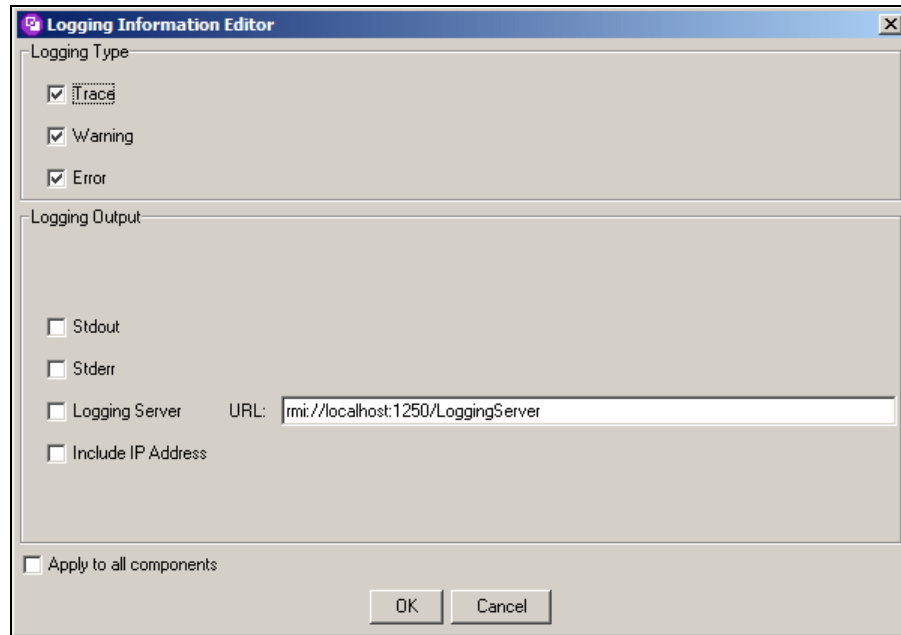 Logging Information Editor
Logging Type
Trace
Warning
Error
Logging Output
Stdout
Stderr
Logging Server URL: rmi://localhost:1250/LoggingServer
Include IP Address
Apply to all components
OK Cancel